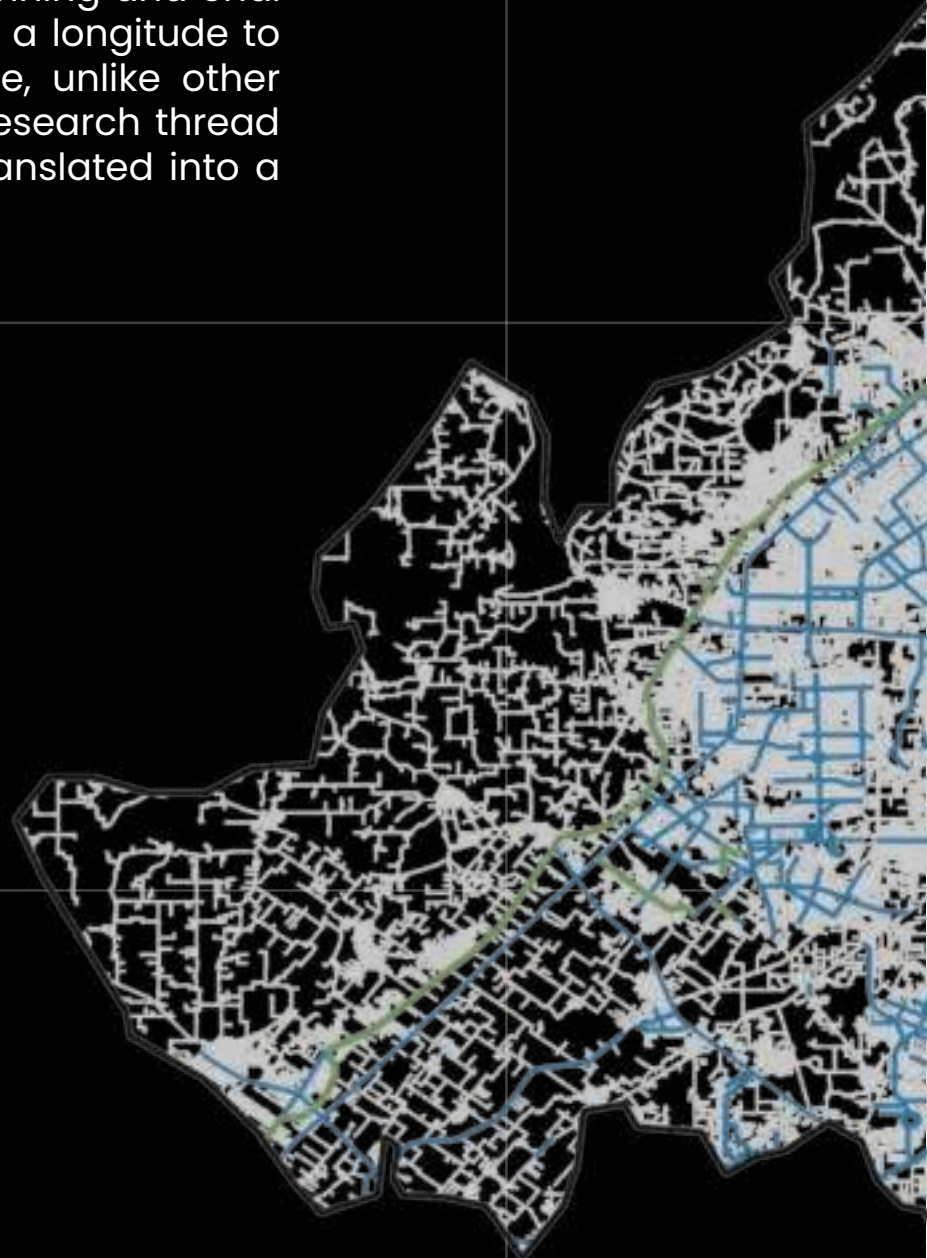 a longitude to
e, unlike other
esearch thread
anslated into a